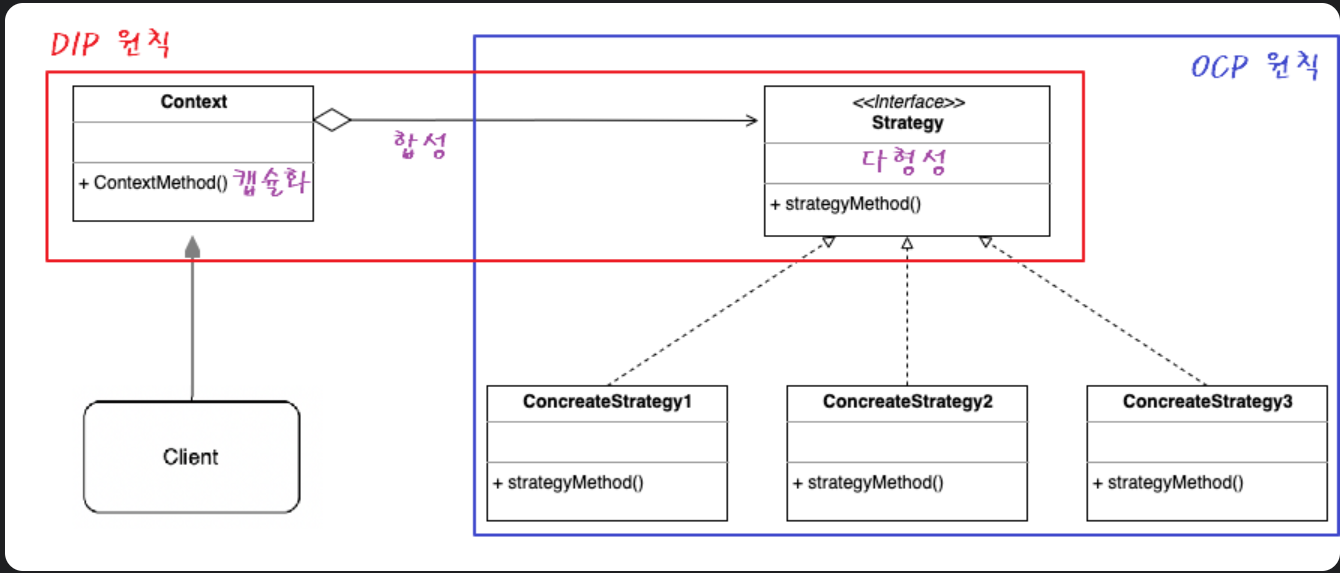 DIP 원칙
OCP 원칙
Context
<<Interface>>
Strategy
합성
다형성
+ ContextMethod() 캡슐화
+ strategyMethod()
Client
ConcreateStrategy1
ConcreateStrategy2
ConcreateStrategy3
+ strategyMethod()
+ strategyMethod()
+ strategyMethod()